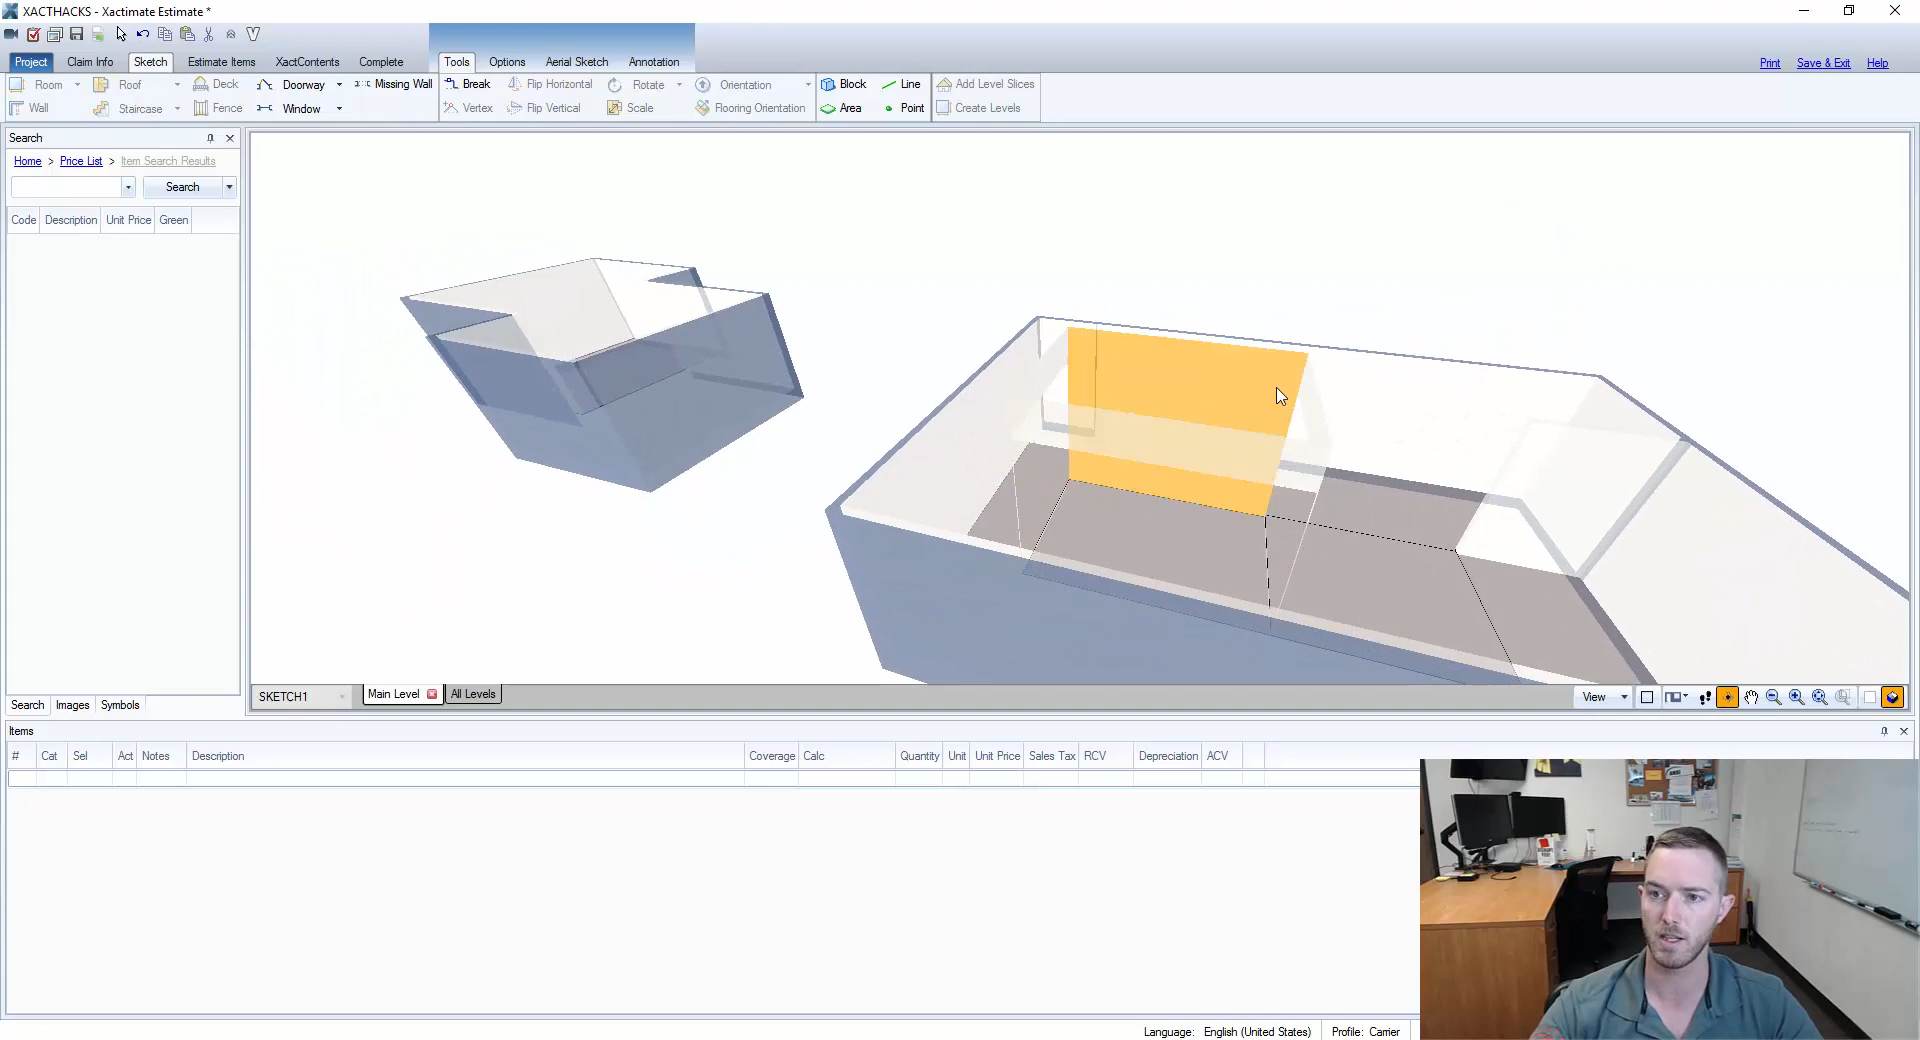 XACTHACKS - Xactimate Estimate *
Project Claim Info Sketch Estimate Items XactContents Complete Tools Options Aerial Sketch Annotation Print Save & Exit Help
Room Roof Deck Doorway Missing Wall Break Flip Horizontal Rotate Orientation Block Line Add Level Slices
Wall Staircase Fence Window Vertex Flip Vertical Scale Flooring Orientation Area Point Create Levels
Search
Home > Price List > Item Search Results
Search
Code Description Unit Price Green
SKETCH1 Main Level All Levels View
Search Images Symbols
Items
# Cat Sel Act Notes Description Coverage Calc Quantity Unit Unit Price Sales Tax RCV Depreciation ACV
Language: English (United States) Profile: Carrier